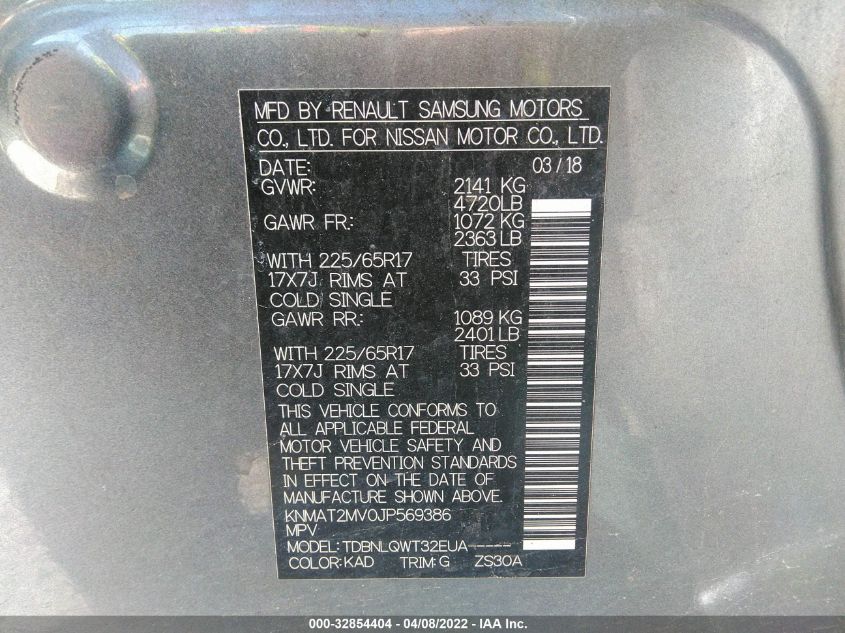 MFD BY RENAULT SAMSUNG MOTORS
CO., LTD. FOR NISSAN MOTOR CO., LTD.
DATE: 03/18
GVWR: 2141 KG
4720LB
GAWR FR.: 1072 KG
2363 LB
WITH 225/65R17 TIRES
17X7J RIMS AT 33 PSI
COLD SINGLE
GAWR RR.: 1089 KG
2401 LB
WITH 225/65R17 TIRES
17X7J RIMS AT 33 PSI
COLD SINGLE
THIS VEHICLE CONFORMS TO
ALL APPLICABLE FEDERAL
MOTOR VEHICLE SAFETY AND
THEFT PREVENTION STANDARDS
IN EFFECT ON THE DATE OF
MANUFACTURE SHOWN ABOVE.
KNMAT2MV0JP569386
MPV
MODEL: TDBNLQWT32EUA-----
COLOR: KAD TRIM: G ZS30A
000-32854404 - 04/08/2022 - IAA Inc.